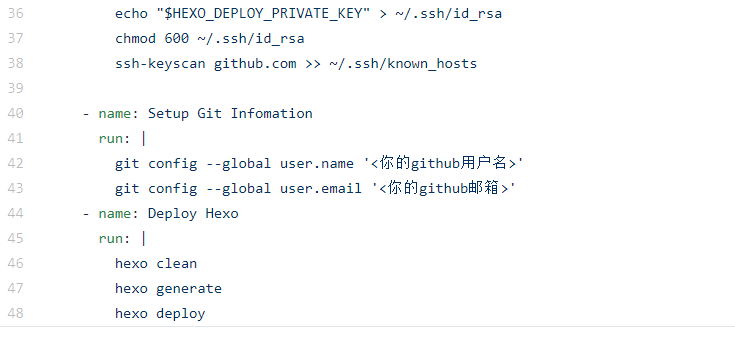 36 echo "$HEXO_DEPLOY_PRIVATE_KEY" > ~/.ssh/id_rsa
37 chmod 600 ~/.ssh/id_rsa
38 ssh-keyscan github.com >> ~/.ssh/known_hosts
39
40 - name: Setup Git Infomation
41 run: |
42 git config --global user.name '<你的github用户名>'
43 git config --global user.email '<你的github邮箱>'
44 - name: Deploy Hexo
45 run: |
46 hexo clean
47 hexo generate
48 hexo deploy